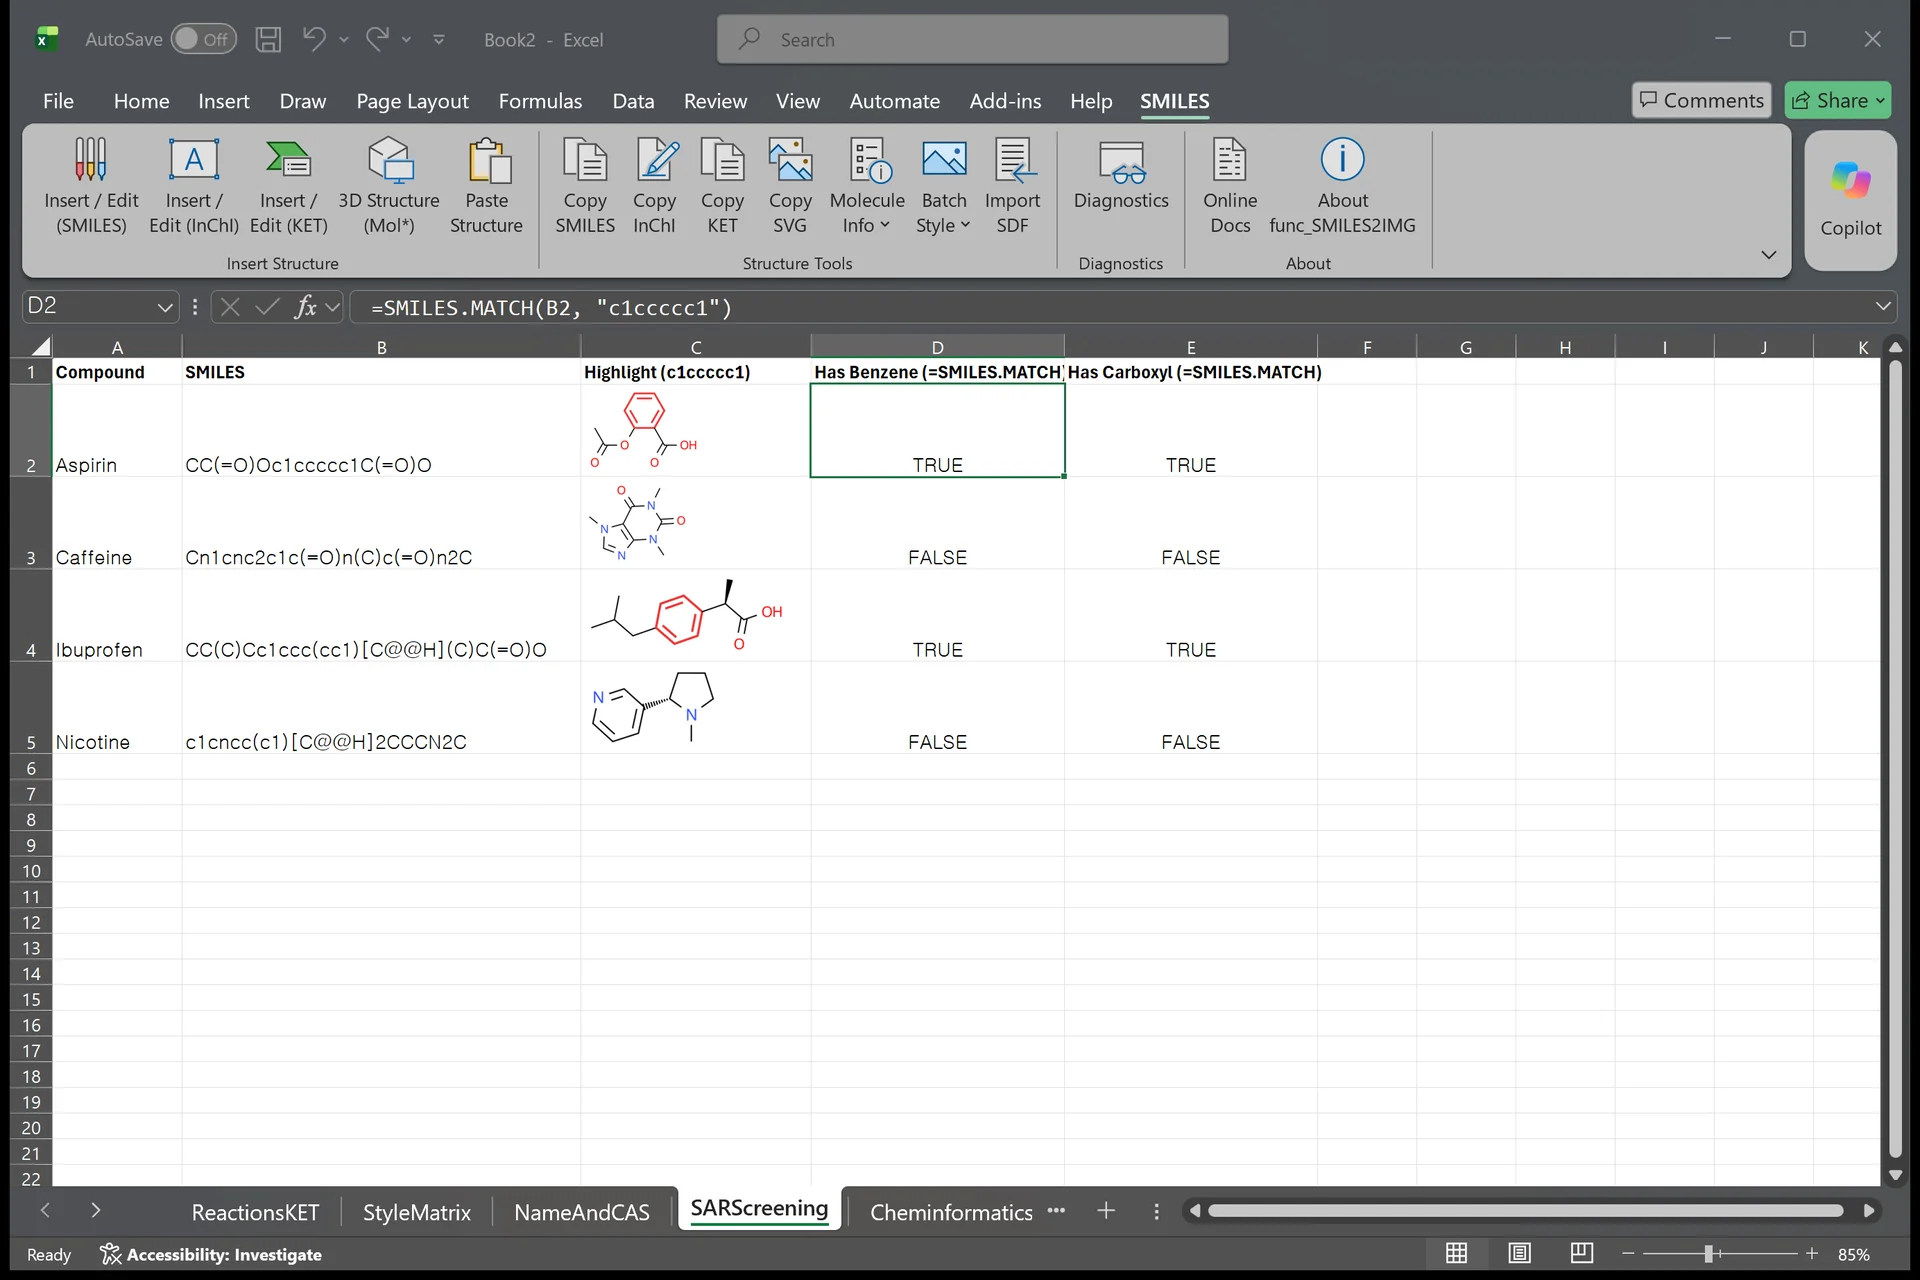 AutoSave Off Book2 - Excel Search
File Home Insert Draw Page Layout Formulas Data Review View Automate Add-ins Help SMILES Comments Share
Insert / Edit (SMILES)
Insert / Edit (InChI)
Insert / Edit (KET)
3D Structure (Mol*)
Paste Structure
Copy SMILES
Copy InChI
Copy KET
Copy SVG
Molecule Info
Batch Style
Import SDF
Diagnostics
Online Docs
About func_SMILES2IMG
Copilot
Insert Structure Structure Tools Diagnostics About
D2 fx =SMILES.MATCH(B2, "c1ccccc1")
A B C D E F G H I J K
1 Compound SMILES Highlight (c1ccccc1) Has Benzene (=SMILES.MATCH) Has Carboxyl (=SMILES.MATCH)
O O O OH
2 Aspirin CC(=O)Oc1ccccc1C(=O)O TRUE TRUE
O N O N N N
3 Caffeine Cn1cnc2c1c(=O)n(C)c(=O)n2C FALSE FALSE
OH O
4 Ibuprofen CC(C)Cc1ccc(cc1)[C@@H](C)C(=O)O TRUE TRUE
N N
5 Nicotine c1cncc(c1)[C@@H]2CCCN2C FALSE FALSE
6
7
8
9
10
11
12
13
14
15
16
17
18
19
20
21
22
ReactionsKET StyleMatrix NameAndCAS SARScreening Cheminformatics ...
Ready Accessibility: Investigate 85%